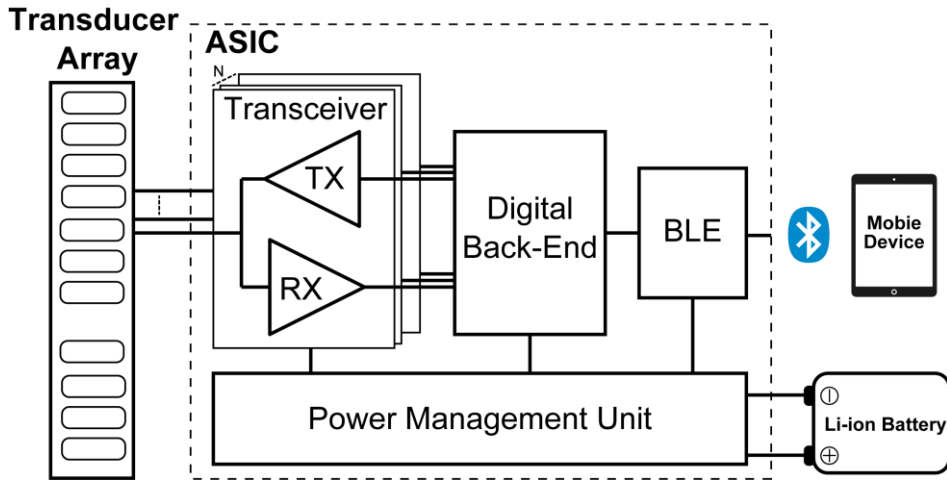 Transducer
Array
ASIC
N
Transceiver
TX
RX
Digital
Back-End
BLE
Mobie
Device
Power Management Unit
Li-ion Battery